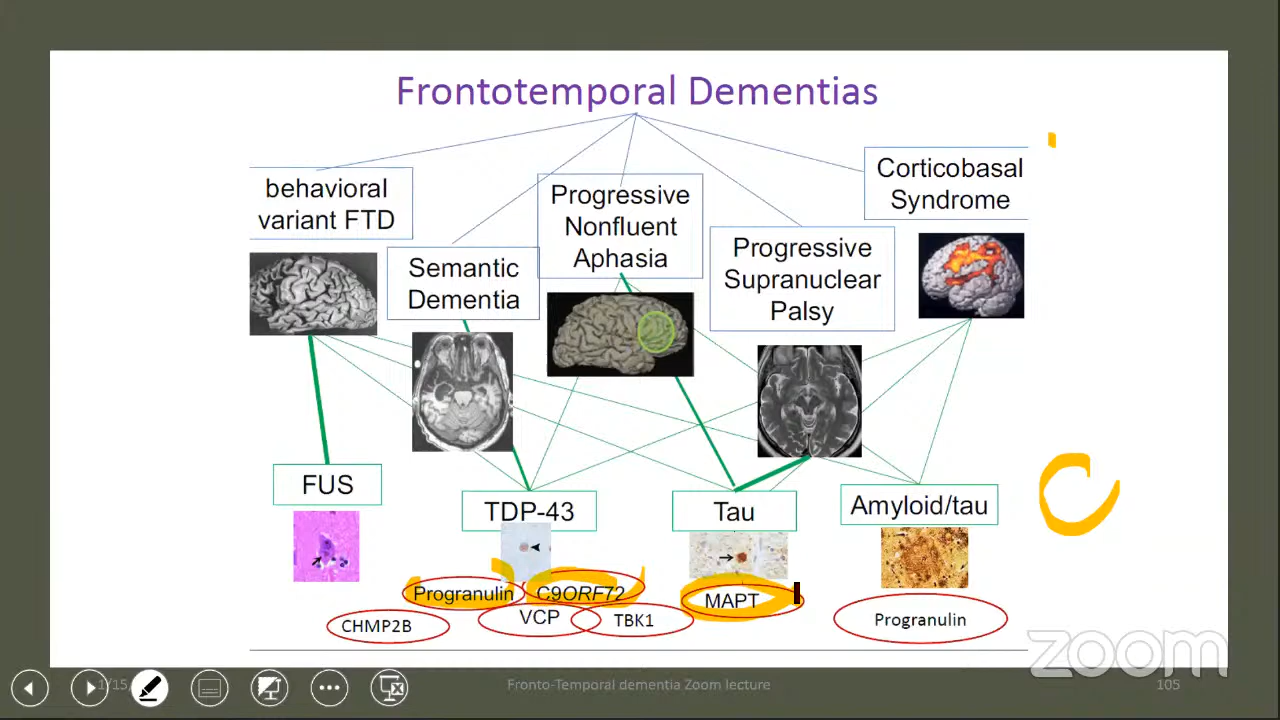 Frontotemporal Dementias
behavioral
variant FTD
Semantic
Dementia
Progressive
Nonfluent
Aphasia
Progressive
Supranuclear
Palsy
Corticobasal
Syndrome
FUS
TDP-43
Tau
Amyloid/tau
Progranulin
C9ORF72
MAPT
CHMP2B
VCP
TBK1
Progranulin
zoom
Fronto-Temporal dementia Zoom lecture
105